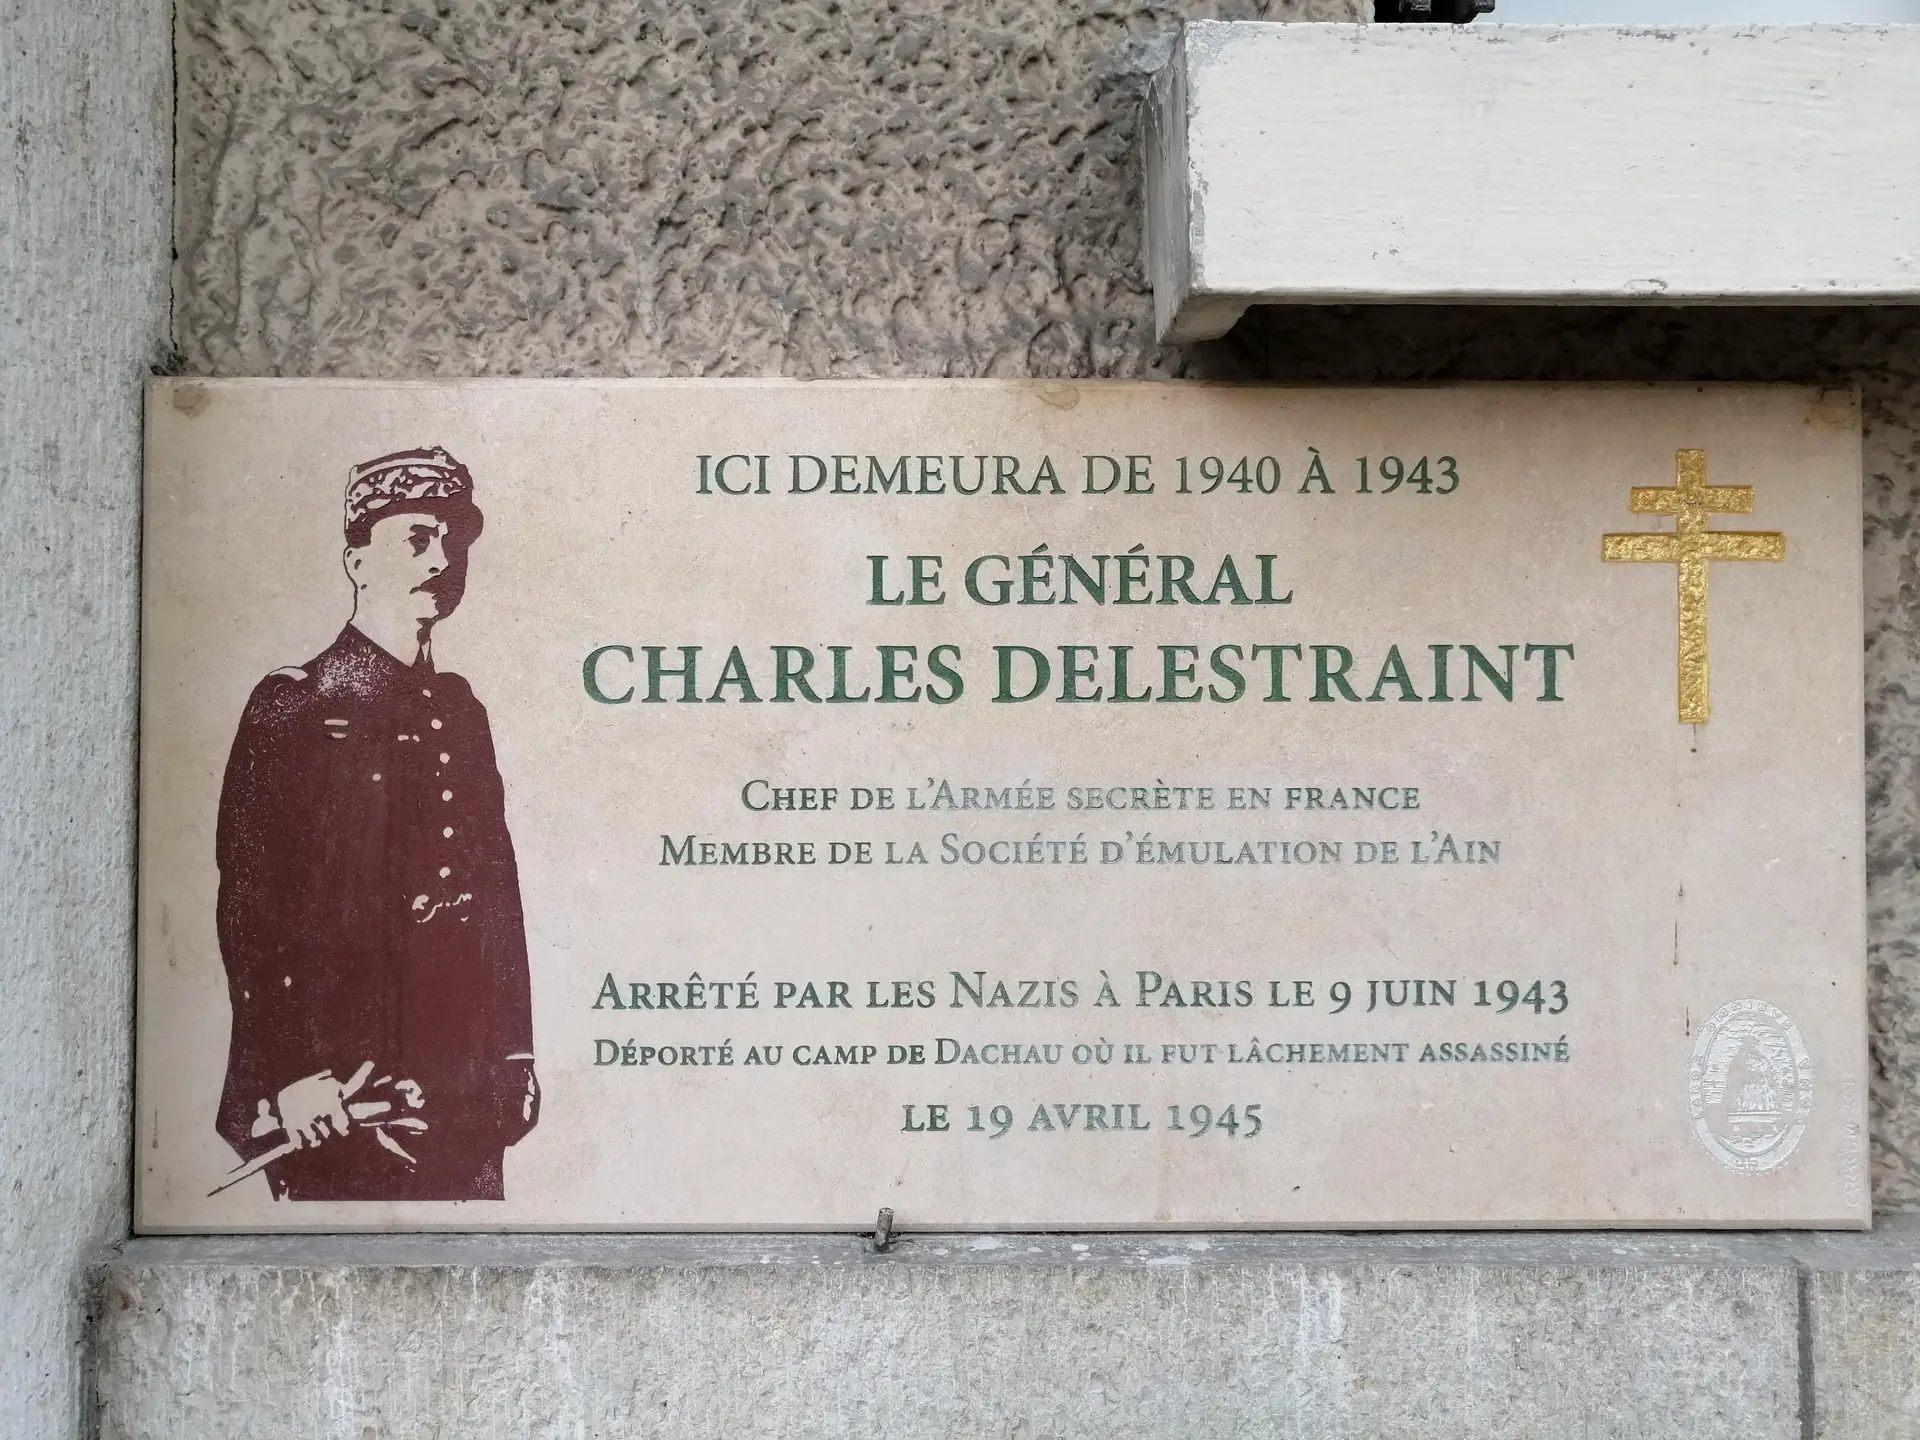 ICI DEMEURA DE 1940 À 1943
LE GÉNÉRAL
CHARLES DELESTRAINT
CHEF DE L'ARMÉE SECRÈTE EN FRANCE
MEMBRE DE LA SOCIÉTÉ D'ÉMULATION DE L'AIN
ARRÊTÉ PAR LES NAZIS À PARIS LE 9 JUIN 1943
DÉPORTÉ AU CAMP DE DACHAU OÙ IL FUT LÂCHEMENT ASSASSINÉ
LE 19 AVRIL 1945